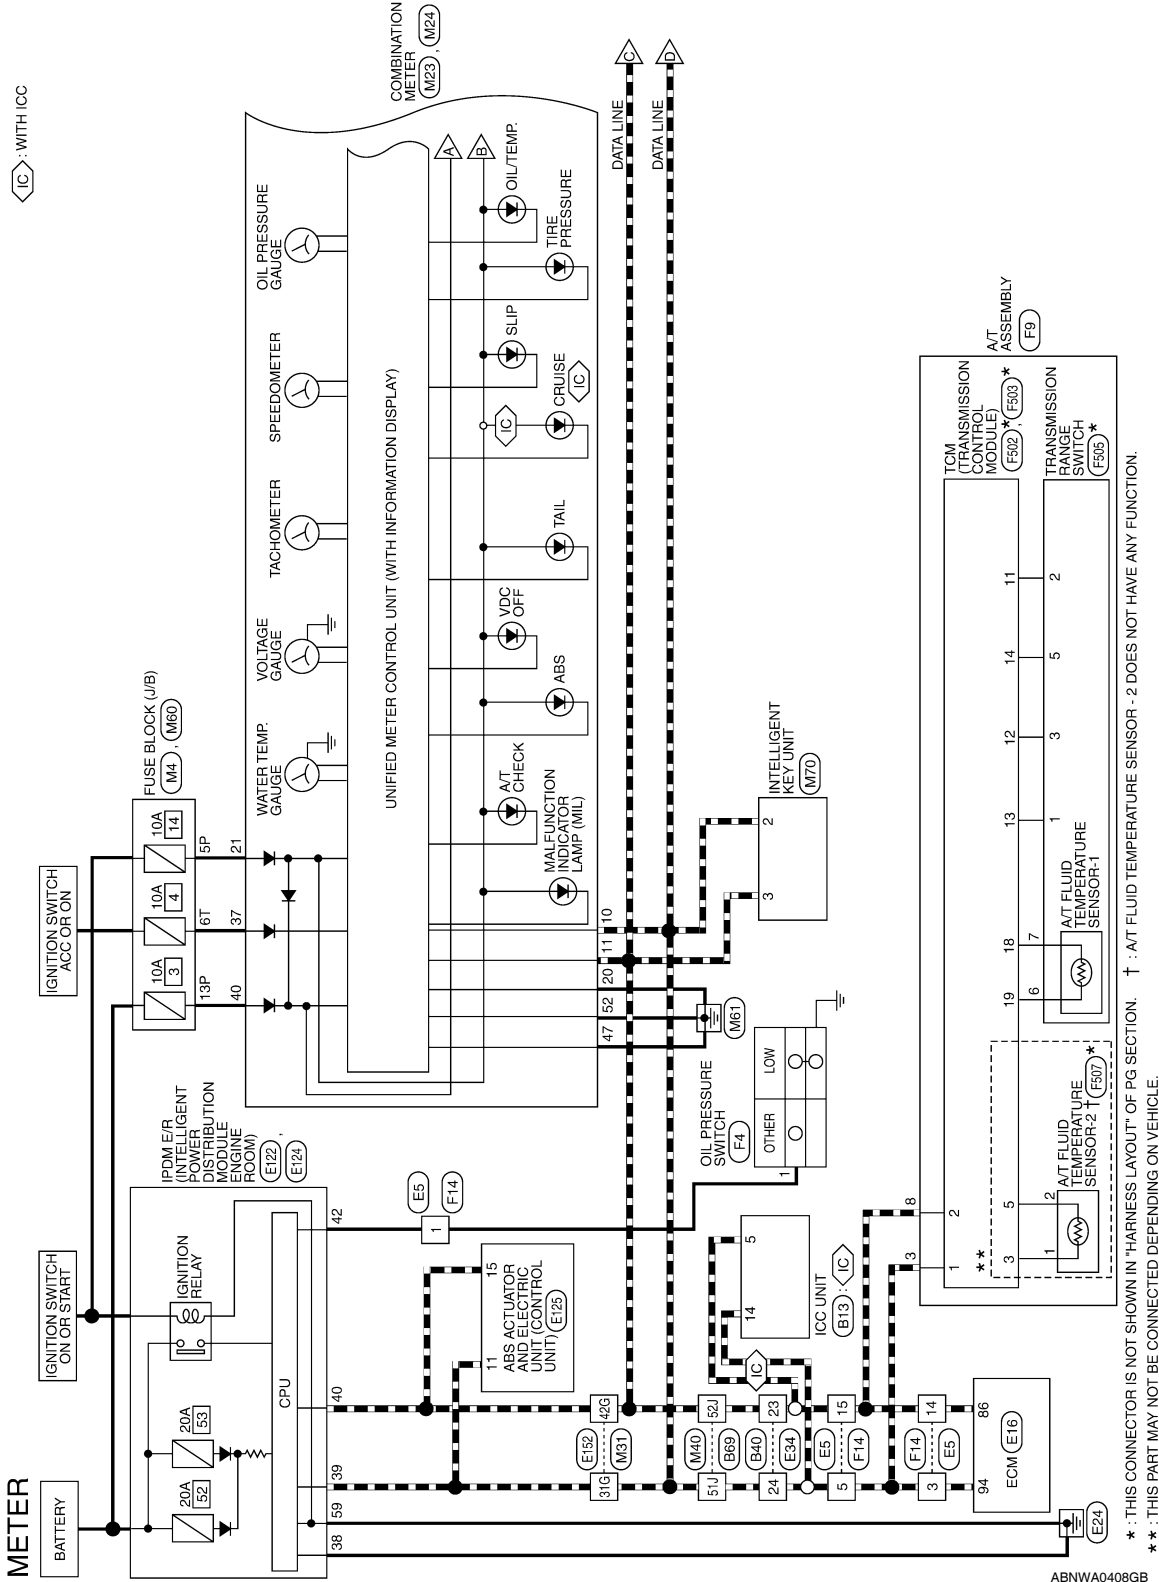 METER
BATTERY
IGNITION SWITCH
ON OR START
IGNITION SWITCH
ACC OR ON
IC : WITH ICC
20A
52
20A
53
IGNITION
RELAY
CPU
IPDM E/R
(INTELLIGENT
POWER
DISTRIBUTION
MODULE
ENGINE
ROOM)
E122 ,
E124
38
59
39
40
42
10A
3
10A
4
10A
14
FUSE BLOCK (J/B)
M4 , M60
13P
6T
5P
40
37
21
WATER TEMP.
GAUGE
VOLTAGE
GAUGE
TACHOMETER
SPEEDOMETER
OIL PRESSURE
GAUGE
COMBINATION
METER
M23 , M24
UNIFIED METER CONTROL UNIT (WITH INFORMATION DISPLAY)
A
B
MALFUNCTION
INDICATOR
LAMP (MIL)
A/T
CHECK
ABS
VDC
OFF
TAIL
IC
CRUISE
IC
SLIP
TIRE
PRESSURE
OIL/TEMP.
47
52
20
11
10
DATA LINE
C
DATA LINE
D
E5
1
F14
15
11
ABS ACTUATOR
AND ELECTRIC
UNIT (CONTROL
UNIT)
E125
31G
E152
M31
42G
M61
3
2
INTELLIGENT
KEY UNIT
M70
OIL PRESSURE
SWITCH
F4
OTHER
LOW
1
51J
M40
B69
52J
24
B40
E34
23
IC
14
5
ICC UNIT
B13 : IC
5
E5
F14
15
3
F14
E5
14
94
86
ECM E16
E24
3
8
1
2
**
3
5
1
2
A/T FLUID
TEMPERATURE
SENSOR-2 † F507 *
19
18
6
7
A/T FLUID
TEMPERATURE
SENSOR-1
13
12
14
11
1
3
5
2
TCM
(TRANSMISSION
CONTROL
MODULE)
F502 * , F503 *
TRANSMISSION
RANGE
SWITCH
F505 *
A/T
ASSEMBLY
F9
* : THIS CONNECTOR IS NOT SHOWN IN "HARNESS LAYOUT" OF PG SECTION. † : A/T FLUID TEMPERATURE SENSOR - 2 DOES NOT HAVE ANY FUNCTION.
** : THIS PART MAY NOT BE CONNECTED DEPENDING ON VEHICLE.
ABNWA0408GB